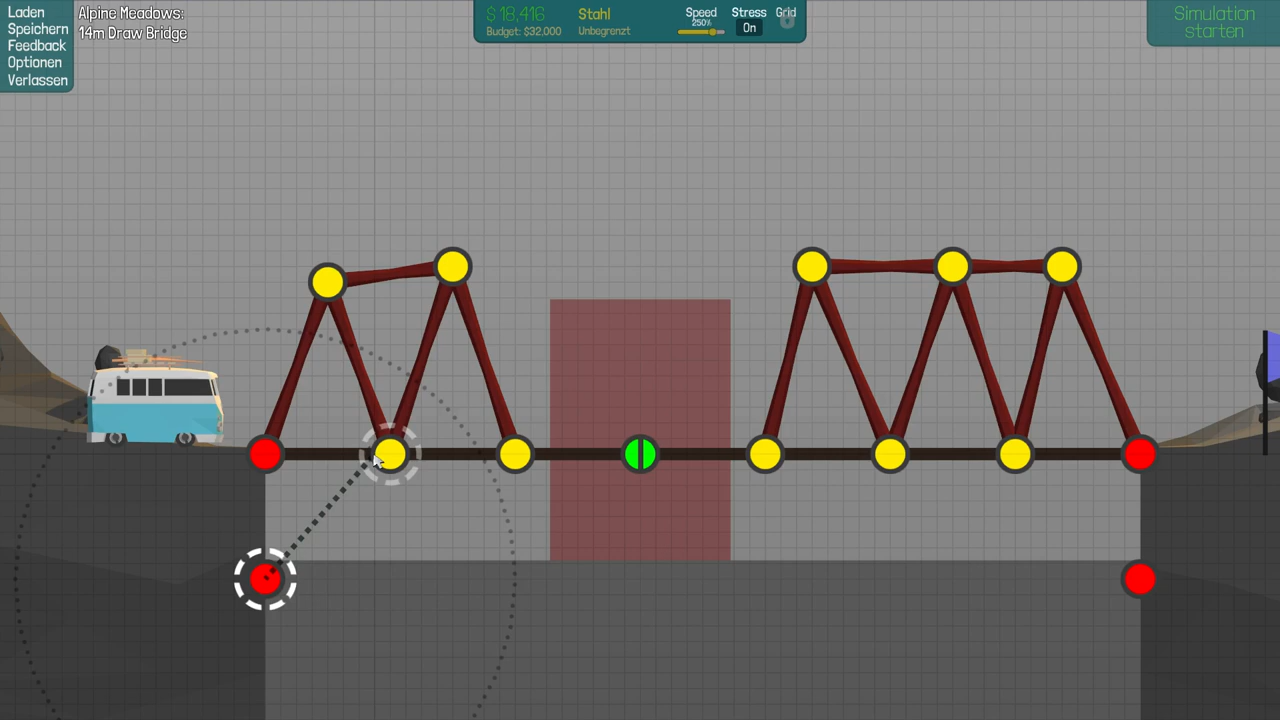 Laden
Speichern
Feedback
Optionen
Verlassen
Alpine Meadows:
14m Draw Bridge
$ 18,416
Budget: $32.000
Stahl
Unbegrenzt
Speed
250%
Stress
On
Grid
Simulation
starten